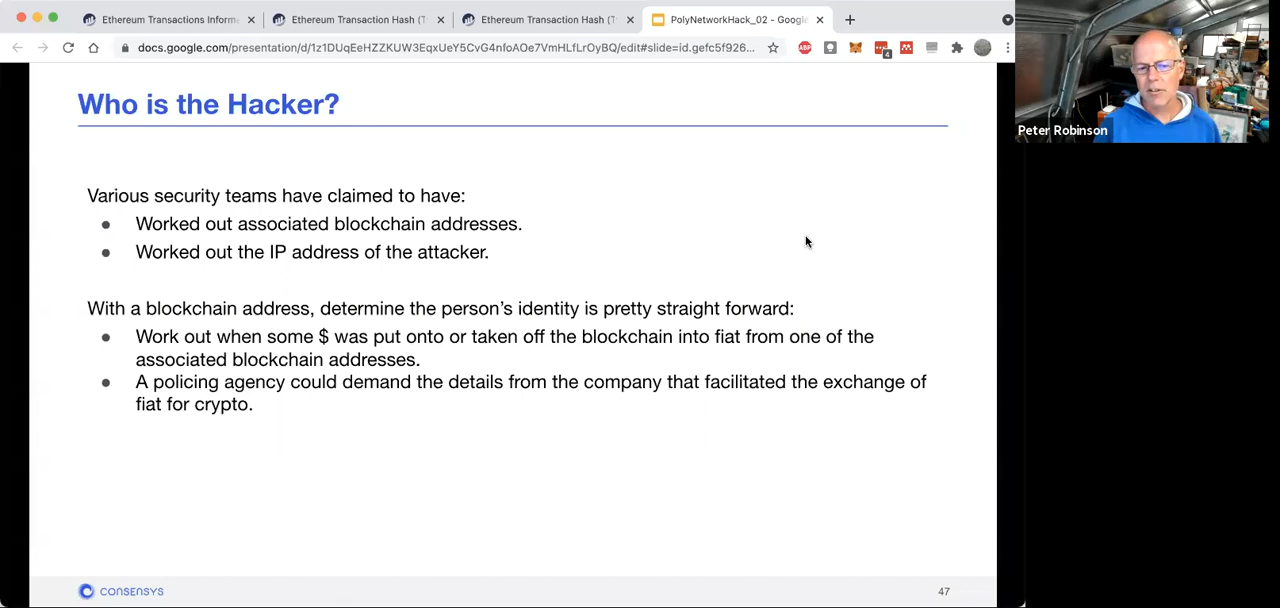 Ethereum Transactions Inform
Ethereum Transaction Hash (T
Ethereum Transaction Hash (T
PolyNetworkHack_02 - Google
docs.google.com/presentation/d/1z1DUqEeHZZKUW3EqxUeY5CvG4nfoAOe7VmHLfLrOyBQ/edit#slide=id.gefc5f926...
ABP
4
Peter Robinson
Who is the Hacker?
Various security teams have claimed to have:
● Worked out associated blockchain addresses.
● Worked out the IP address of the attacker.
With a blockchain address, determine the person's identity is pretty straight forward:
● Work out when some $ was put onto or taken off the blockchain into fiat from one of the
associated blockchain addresses.
● A policing agency could demand the details from the company that facilitated the exchange of
fiat for crypto.
CONSENSYS
47